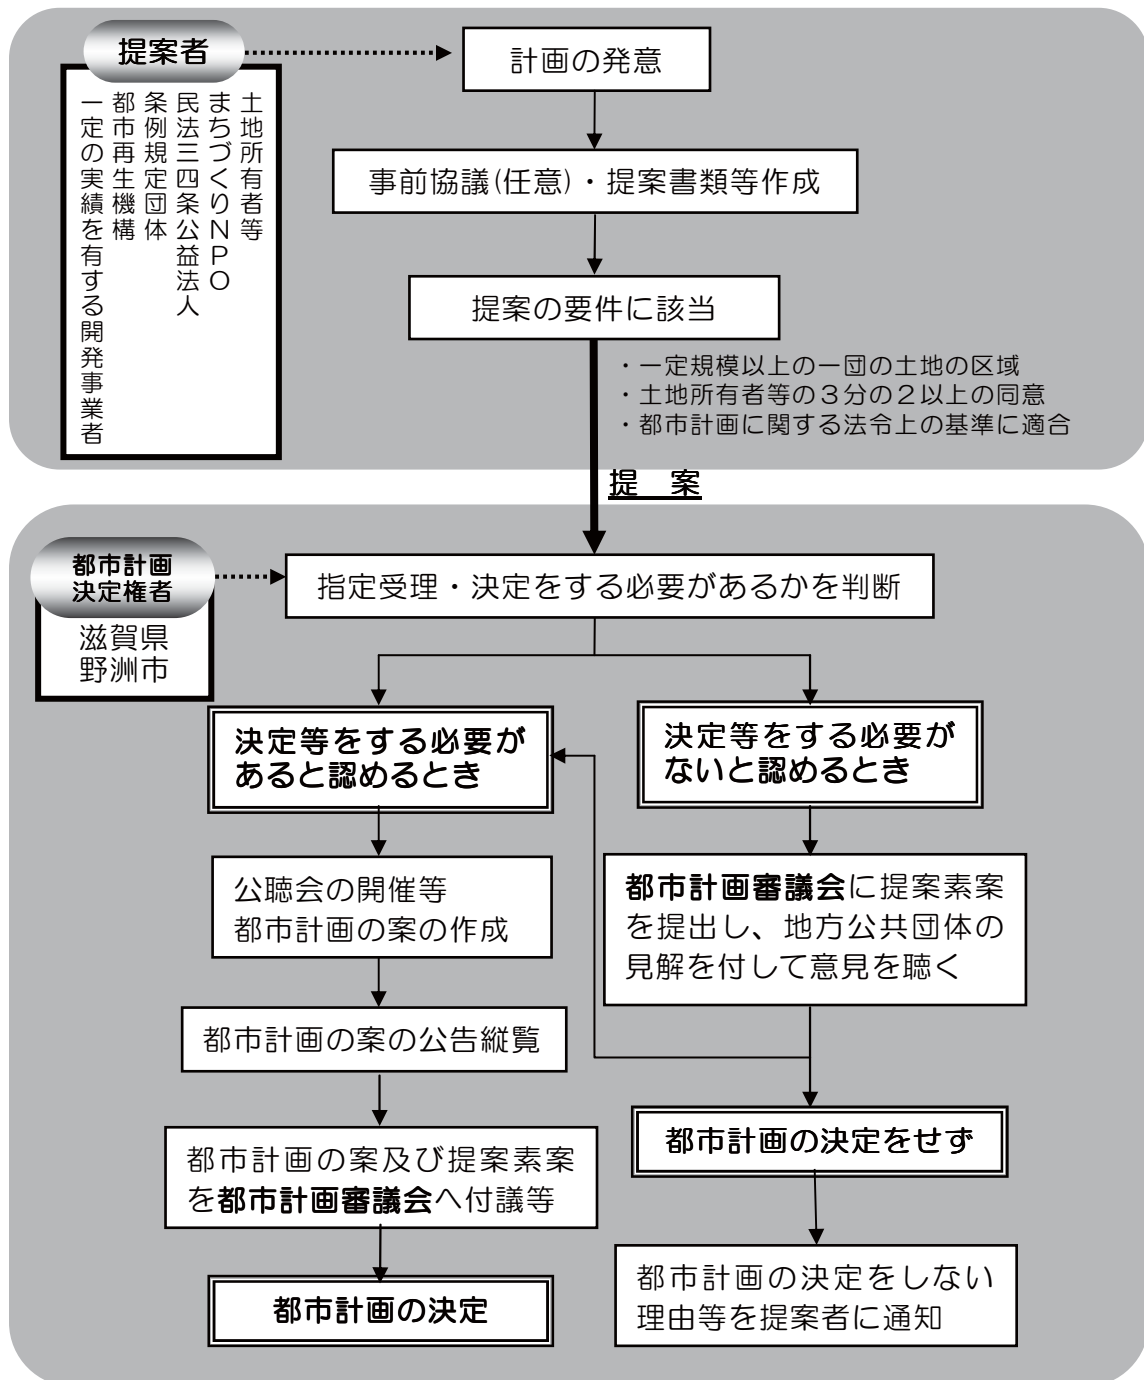 提案者
土地所有者等
まちづくりＮＰＯ
民法三四条公益法人
条例規定団体
都市再生機構
一定の実績を有する開発事業者
計画の発意
事前協議(任意)・提案書類等作成
提案の要件に該当
・一定規模以上の一団の土地の区域
・土地所有者等の３分の２以上の同意
・都市計画に関する法令上の基準に適合
提　案
都市計画
決定権者
滋賀県
野洲市
指定受理・決定をする必要があるかを判断
決定等をする必要が
あると認めるとき
決定等をする必要が
ないと認めるとき
公聴会の開催等
都市計画の案の作成
都市計画審議会に提案素案
を提出し、地方公共団体の
見解を付して意見を聴く
都市計画の案の公告縦覧
都市計画の案及び提案素案
を都市計画審議会へ付議等
都市計画の決定をせず
都市計画の決定
都市計画の決定をしない
理由等を提案者に通知